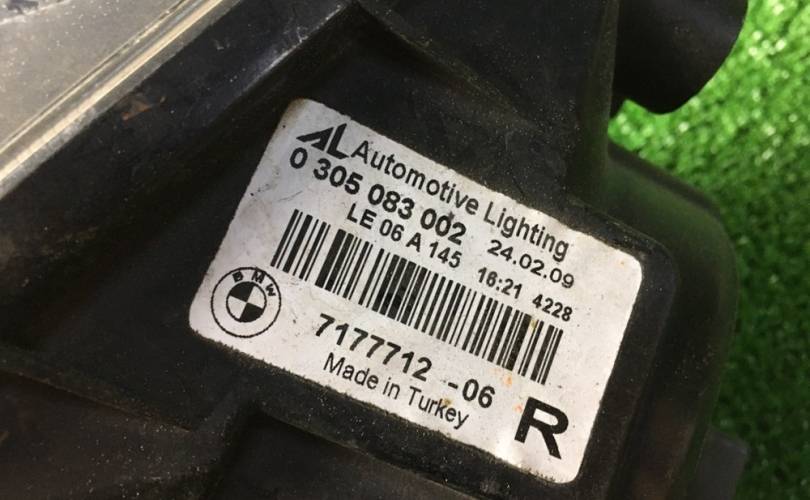 AL Automotive Lighting
0 305 083 002 24.02.09
LE 06 A 145 16:21 4228
BMW
7177712 -06
Made in Turkey
R